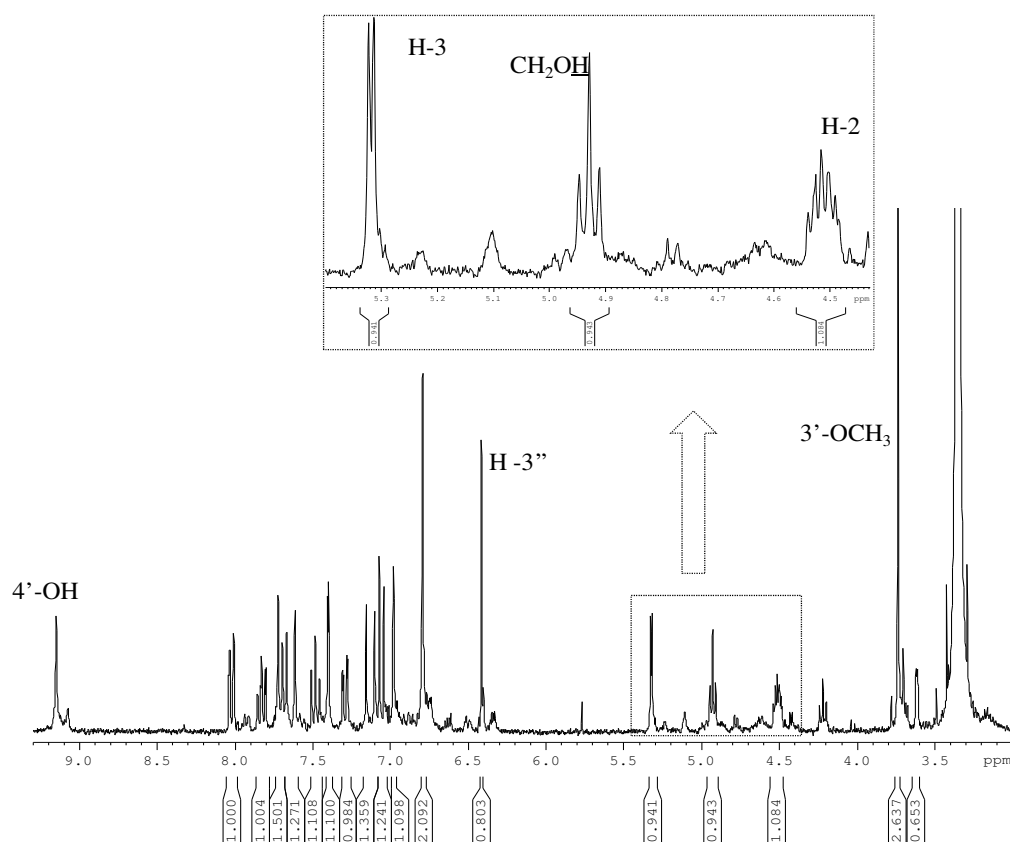 H-3
CH₂OH
H-2
5.3 5.2 5.1 5.0 4.9 4.8 4.7 4.6 4.5 ppm
0.941 0.943 1.084
3’-OCH₃
H -3”
4’-OH
9.0 8.5 8.0 7.5 7.0 6.5 6.0 5.5 5.0 4.5 4.0 3.5 ppm
1.000 1.004 1.501 1.271 1.108 1.100 0.984 1.359 1.241 1.098 2.092 0.803 0.941 0.943 1.084 2.637 0.653